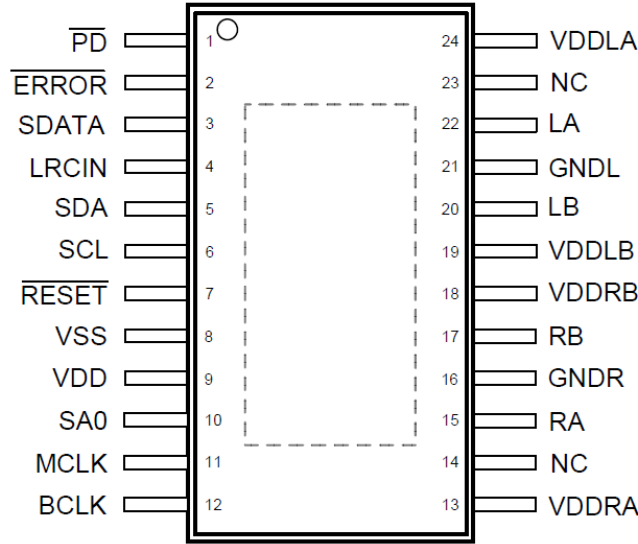 PD 1 24 VDDLA
ERROR 2 23 NC
SDATA 3 22 LA
LRCIN 4 21 GNDL
SDA 5 20 LB
SCL 6 19 VDDLB
RESET 7 18 VDDRB
VSS 8 17 RB
VDD 9 16 GNDR
SA0 10 15 RA
MCLK 11 14 NC
BCLK 12 13 VDDRA